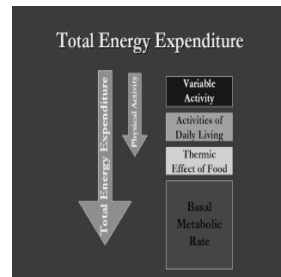 Total Energy Expenditure
Total Energy Expenditure
Physical Activity
Variable
Activity
Activities of
Daily Living
Thermic
Effect of Food
Basal
Metabolic
Rate